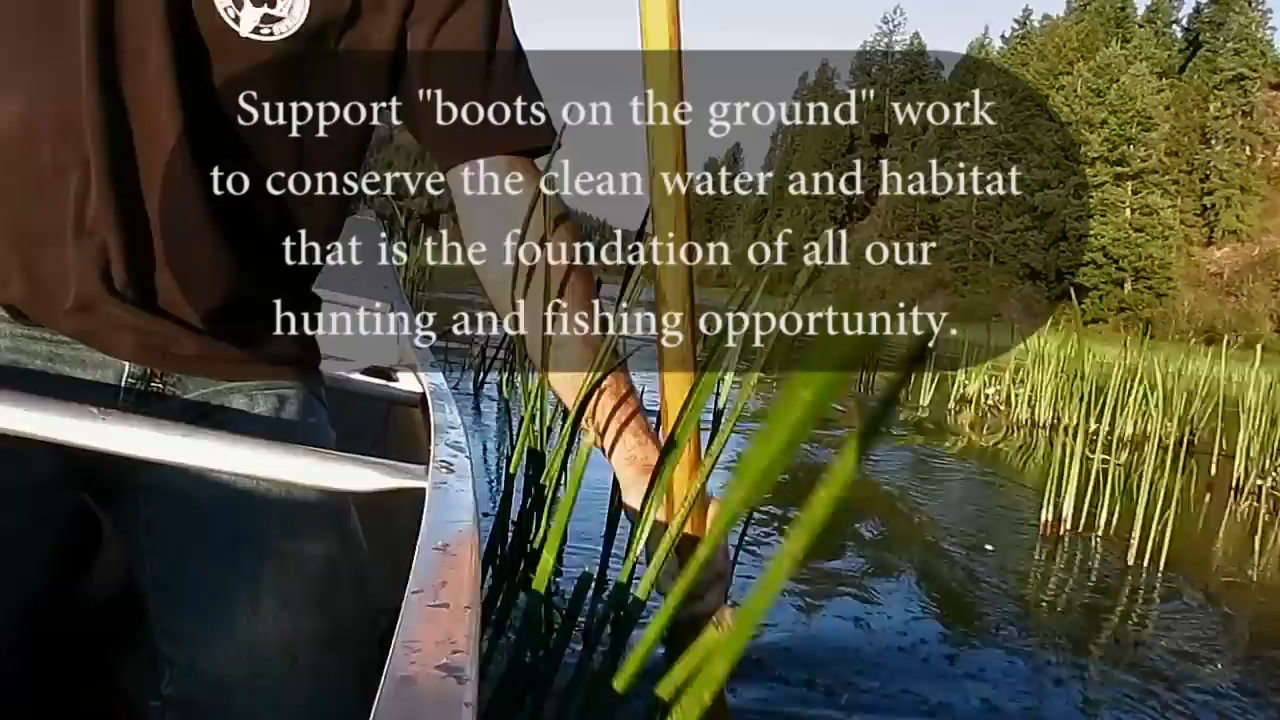 Support "boots on the ground" work
to conserve the clean water and habitat
that is the foundation of all our
hunting and fishing opportunity.